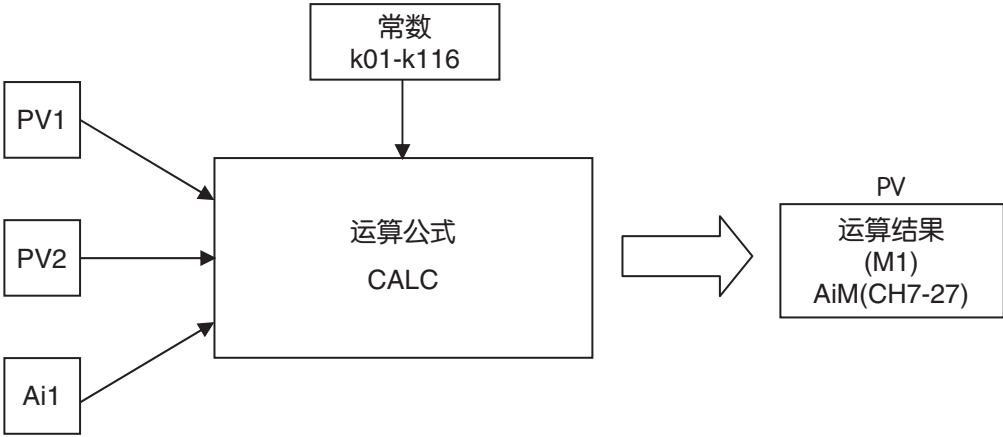 常数
k01-k116
PV1
PV2
Ai1
运算公式
CALC
PV
运算结果
(M1)
AiM(CH7-27)